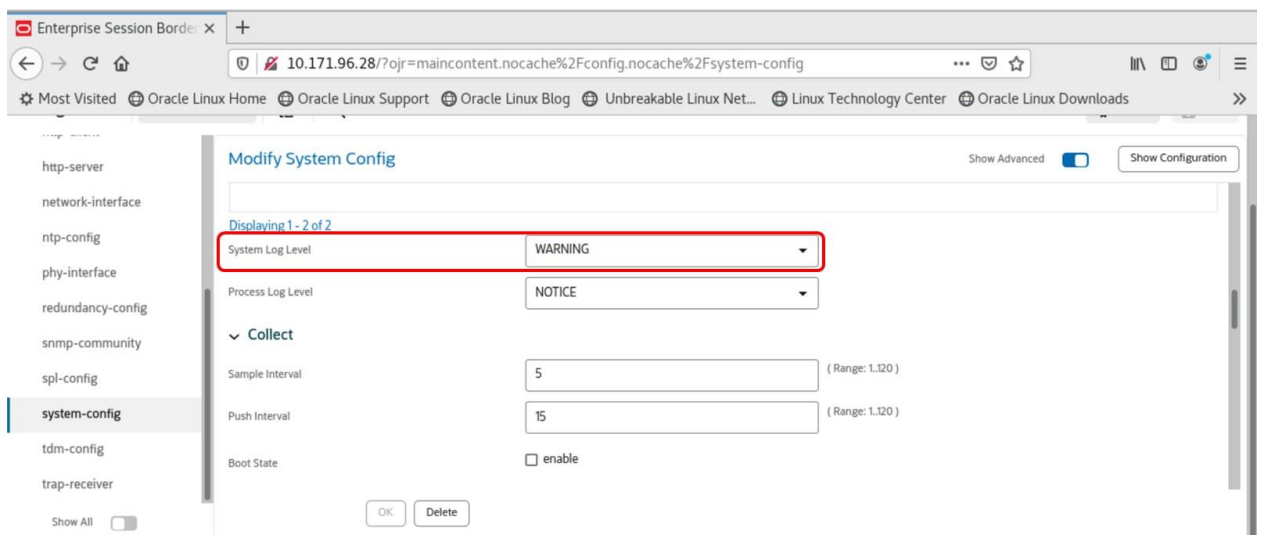 Enterprise Session Border
10.171.96.28/?ojr=maincontent.nocache%2Fconfig.nocache%2Fsystem-config
Most Visited Oracle Linux Home Oracle Linux Support Oracle Linux Blog Unbreakable Linux Net... Linux Technology Center Oracle Linux Downloads
http-server
network-interface
ntp-config
phy-interface
redundancy-config
snmp-community
spl-config
system-config
tdm-config
trap-receiver
Show All
Modify System Config Show Advanced Show Configuration
Displaying 1 - 2 of 2
System Log Level WARNING
Process Log Level NOTICE
Collect
Sample Interval 5 ( Range: 1..120 )
Push Interval 15 ( Range: 1..120 )
Boot State enable
OK Delete